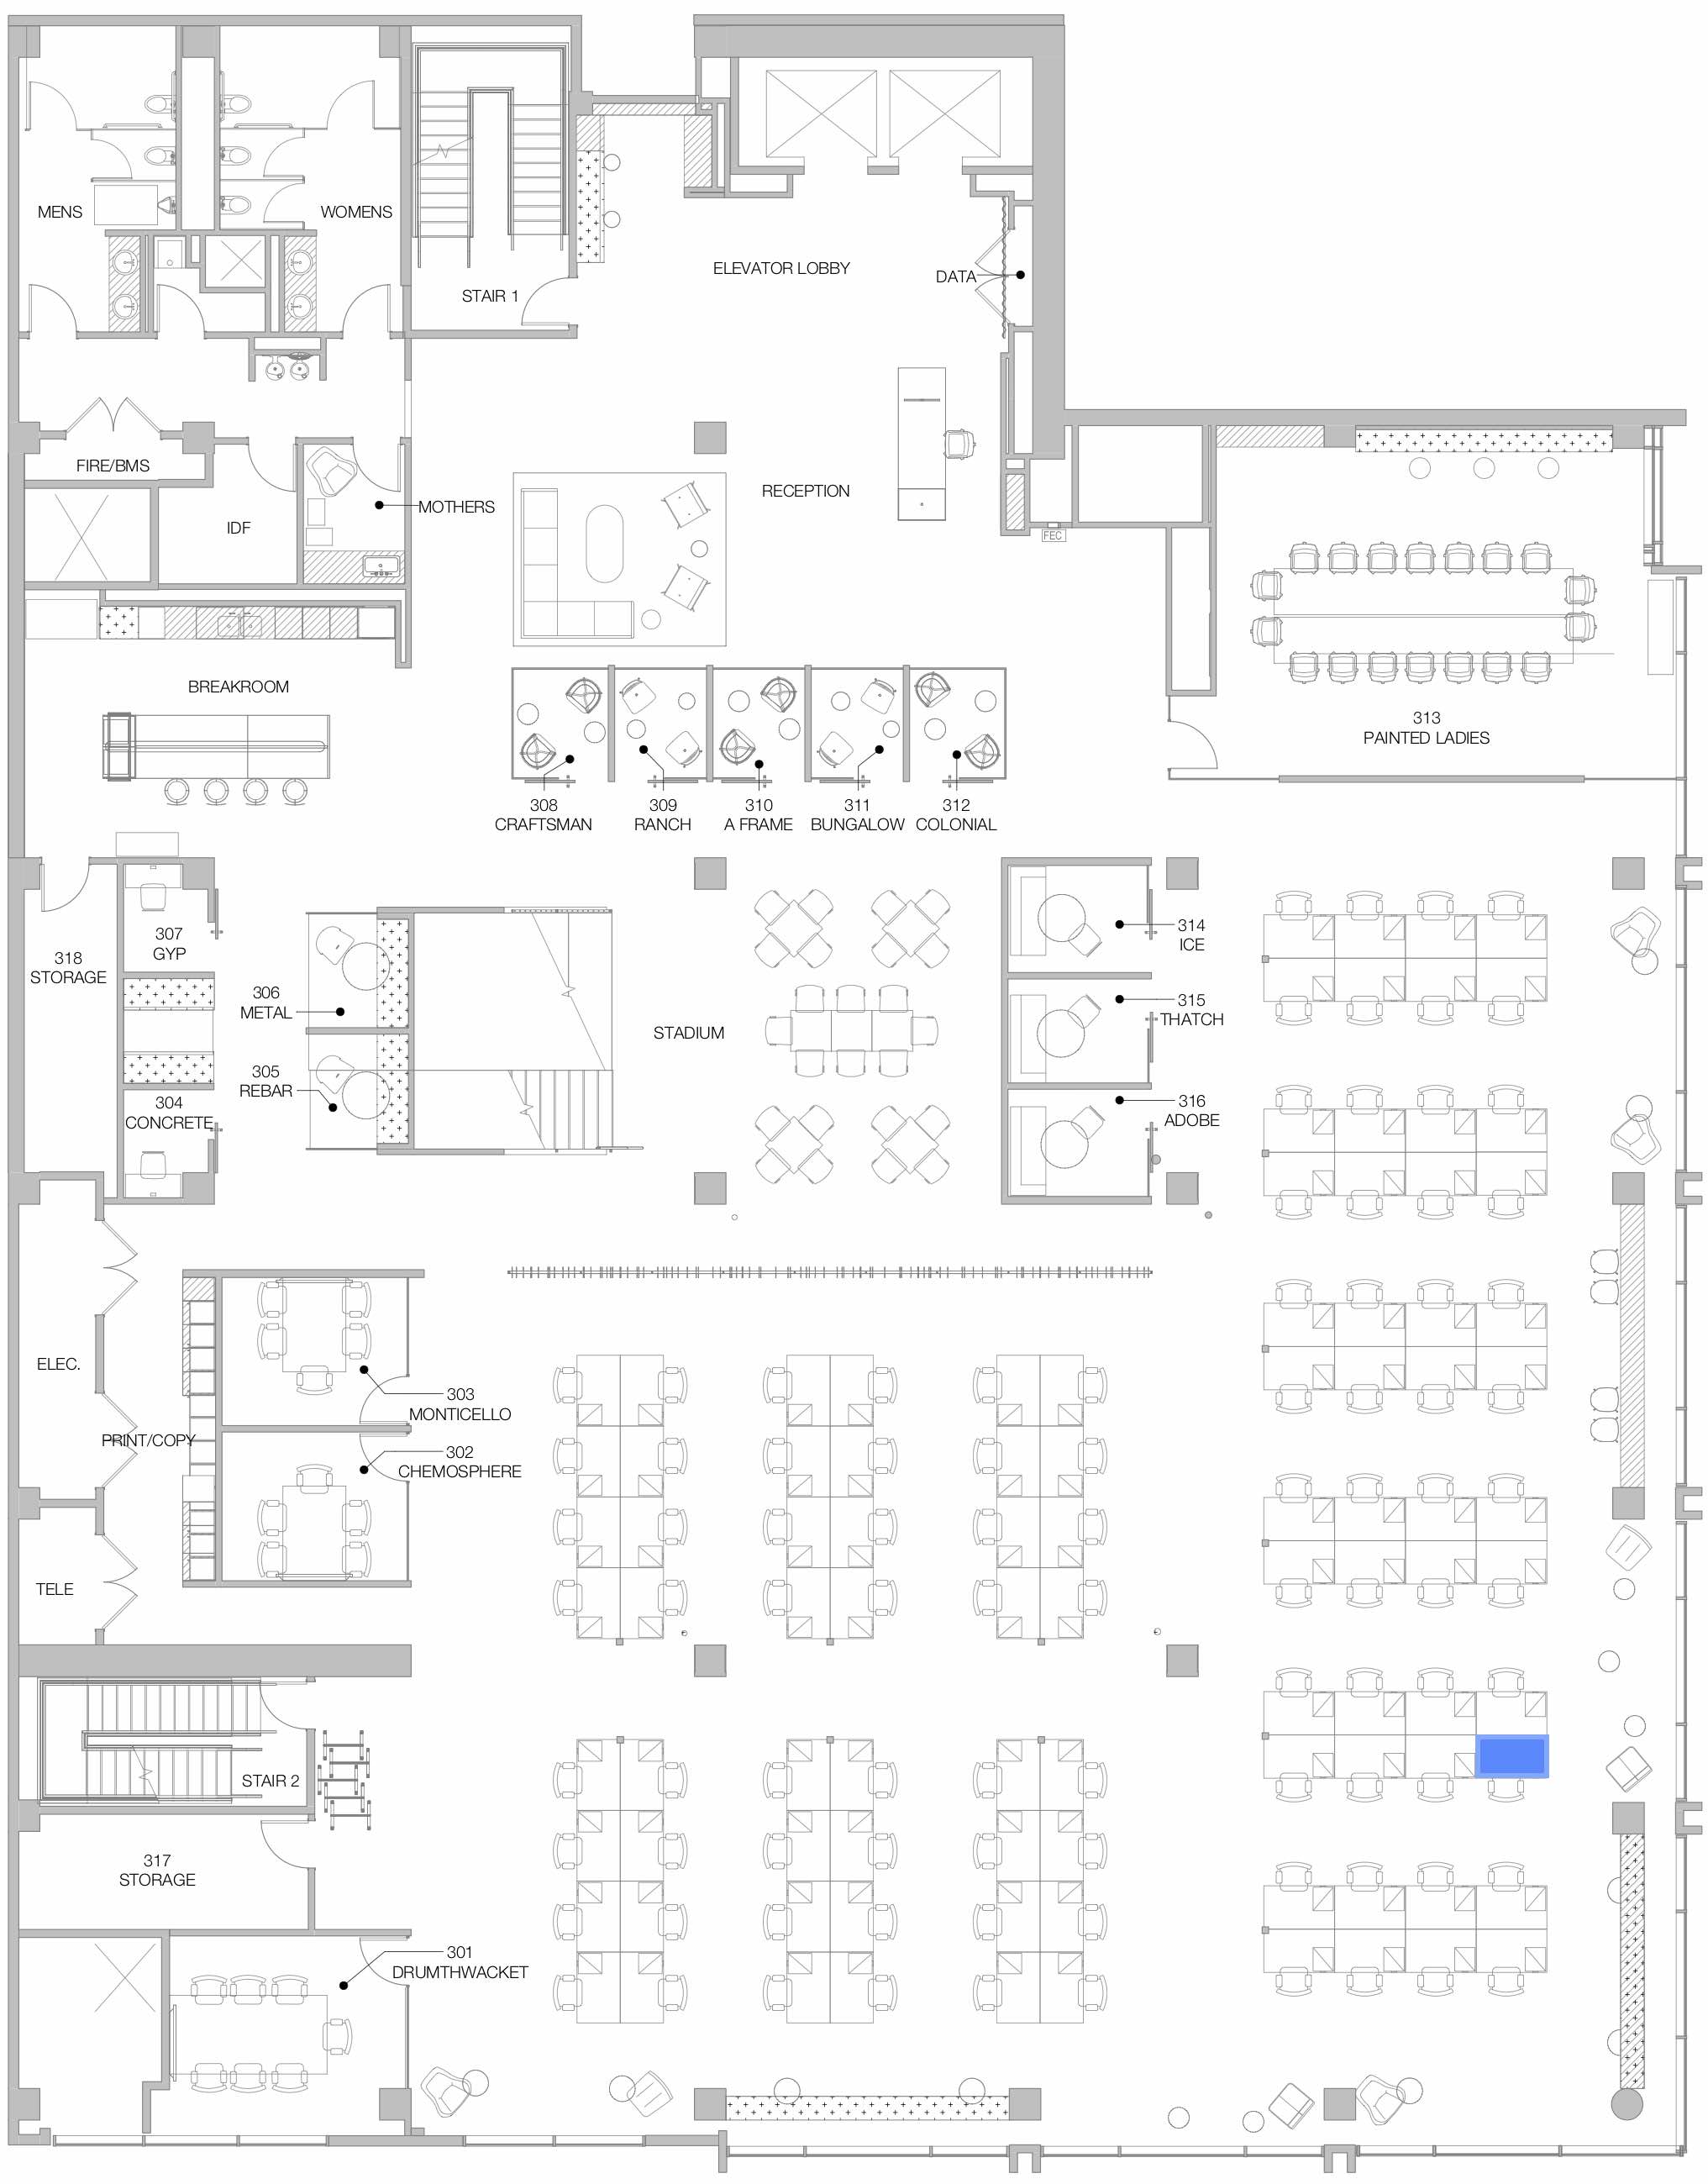 MENS
WOMENS
STAIR 1
ELEVATOR LOBBY
DATA
FIRE/BMS
IDF
MOTHERS
RECEPTION
FEC
BREAKROOM
313
PAINTED LADIES
308
CRAFTSMAN
309
RANCH
310
A FRAME
311
BUNGALOW
312
COLONIAL
307
GYP
318
STORAGE
306
METAL
305
REBAR
304
CONCRETE
STADIUM
314
ICE
315
THATCH
316
ADOBE
ELEC.
PRINT/COPY
303
MONTICELLO
302
CHEMOSPHERE
TELE
STAIR 2
317
STORAGE
301
DRUMTHWACKET